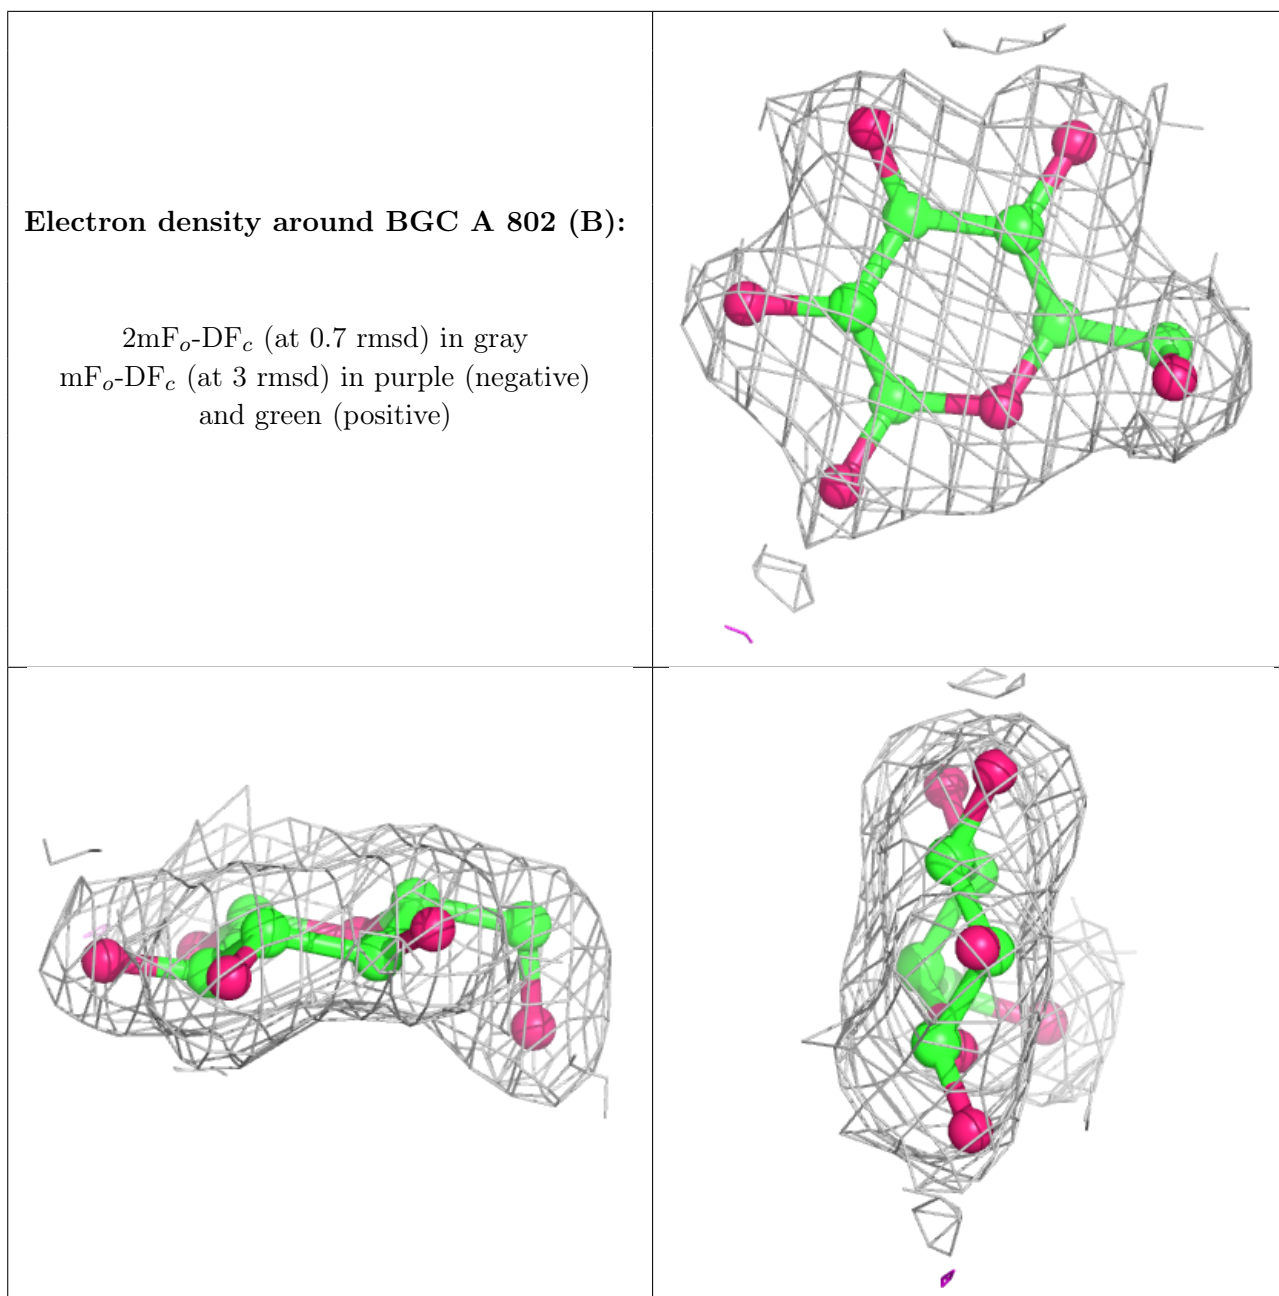 Electron density around BGC A 802 (B):
2mFo-DFc (at 0.7 rmsd) in gray
mFo-DFc (at 3 rmsd) in purple (negative)
and green (positive)